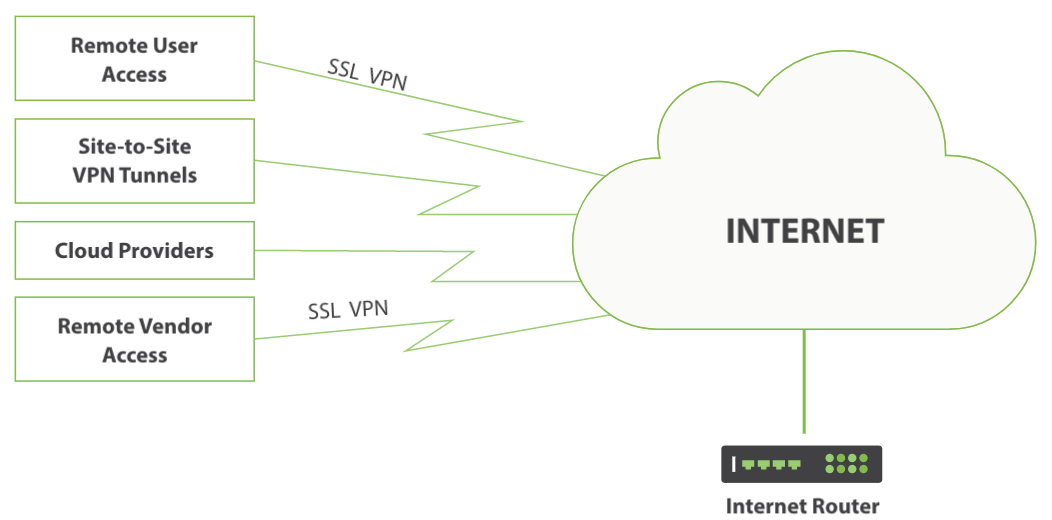 Remote User
Access
SSL VPN
Site-to-Site
VPN Tunnels
Cloud Providers
Remote Vendor
Access
SSL VPN
INTERNET
Internet Router